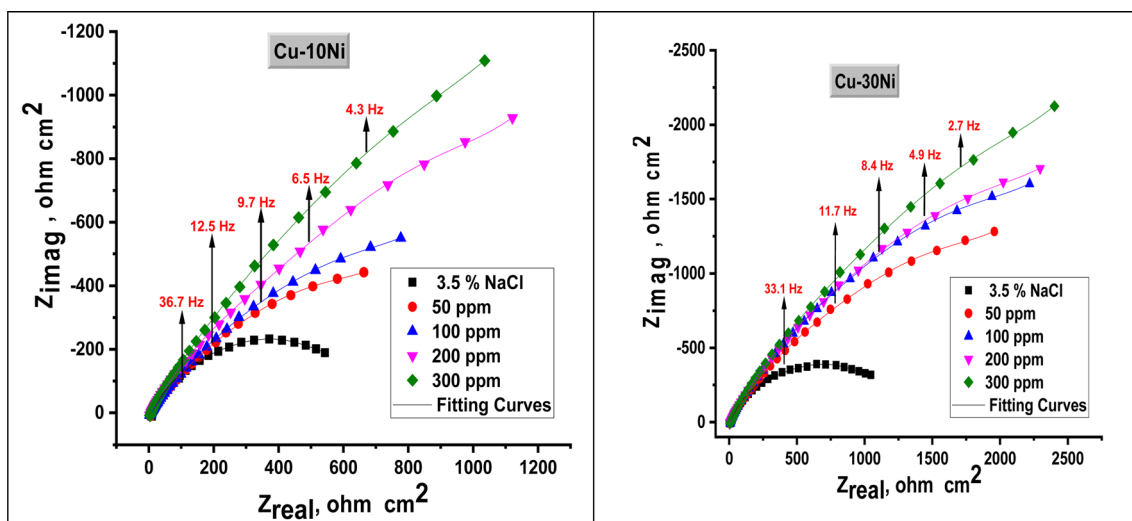 Cu-10Ni
-1200
-1000
-800
-600
-400
-200
0
Zimag , ohm cm2
36.7 Hz
12.5 Hz
9.7 Hz
6.5 Hz
4.3 Hz
3.5 % NaCl
50 ppm
100 ppm
200 ppm
300 ppm
Fitting Curves
0 200 400 600 800 1000 1200
Zreal, ohm cm2
Cu-30Ni
-2500
-2000
-1500
-1000
-500
0
Zimag , ohm cm2
33.1 Hz
11.7 Hz
8.4 Hz
4.9 Hz
2.7 Hz
3.5 % NaCl
50 ppm
100 ppm
200 ppm
300 ppm
Fitting Curves
0 500 1000 1500 2000 2500
Zreal, ohm cm2